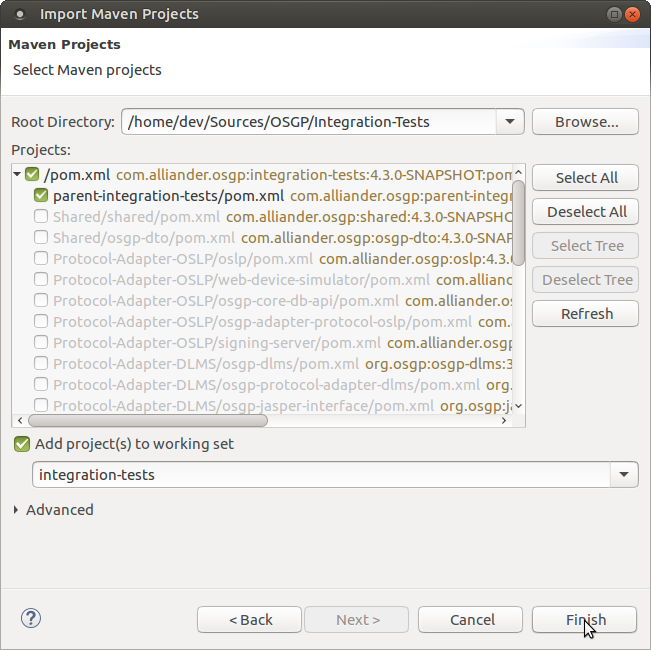 Import Maven Projects
Maven Projects
Select Maven projects
Root Directory: /home/dev/Sources/OSGP/Integration-Tests Browse...
Projects:
/pom.xml com.alliander.osgp:integration-tests:4.3.0-SNAPSHOT:pom
parent-integration-tests/pom.xml com.alliander.osgp:parent-integr
Shared/shared/pom.xml com.alliander.osgp:shared:4.3.0-SNAPSHO
Shared/osgp-dto/pom.xml com.alliander.osgp:osgp-dto:4.3.0-SNAP
Protocol-Adapter-OSLP/oslp/pom.xml com.alliander.osgp:oslp:4.3.0
Protocol-Adapter-OSLP/web-device-simulator/pom.xml com.allianc
Protocol-Adapter-OSLP/osgp-core-db-api/pom.xml com.alliander.os
Protocol-Adapter-OSLP/osgp-adapter-protocol-oslp/pom.xml com.
Protocol-Adapter-OSLP/signing-server/pom.xml com.alliander.osgp
Protocol-Adapter-DLMS/osgp-dlms/pom.xml org.osgp:osgp-dlms:3
Protocol-Adapter-DLMS/osgp-protocol-adapter-dlms/pom.xml org.
Protocol-Adapter-DLMS/osgp-jasper-interface/pom.xml org.osgp:ja
Select All
Deselect All
Select Tree
Deselect Tree
Refresh
Add project(s) to working set
integration-tests
Advanced
?
< Back Next > Cancel Finish